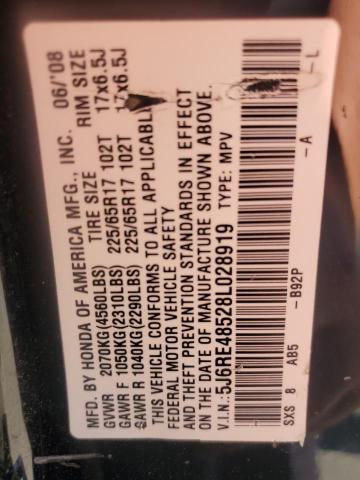 MFD. BY HONDA OF AMERICA MFG., INC. 06/'08
TIRE SIZE RIM SIZE
GVWR 2070KG(4560LBS)
GAWR F 1050KG(2310LBS) 225/65R17 102T 17x6.5J
GAWR R 1040KG(2290LBS) 225/65R17 102T 17x6.5J
THIS VEHICLE CONFORMS TO ALL APPLICABLE
FEDERAL MOTOR VEHICLE SAFETY
AND THEFT PREVENTION STANDARDS IN EFFECT
ON THE DATE OF MANUFACTURE SHOWN ABOVE.
V.I.N.: 5J6RE48528L028919 TYPE: MPV
SXS 8 AB5 -B92P -A -L